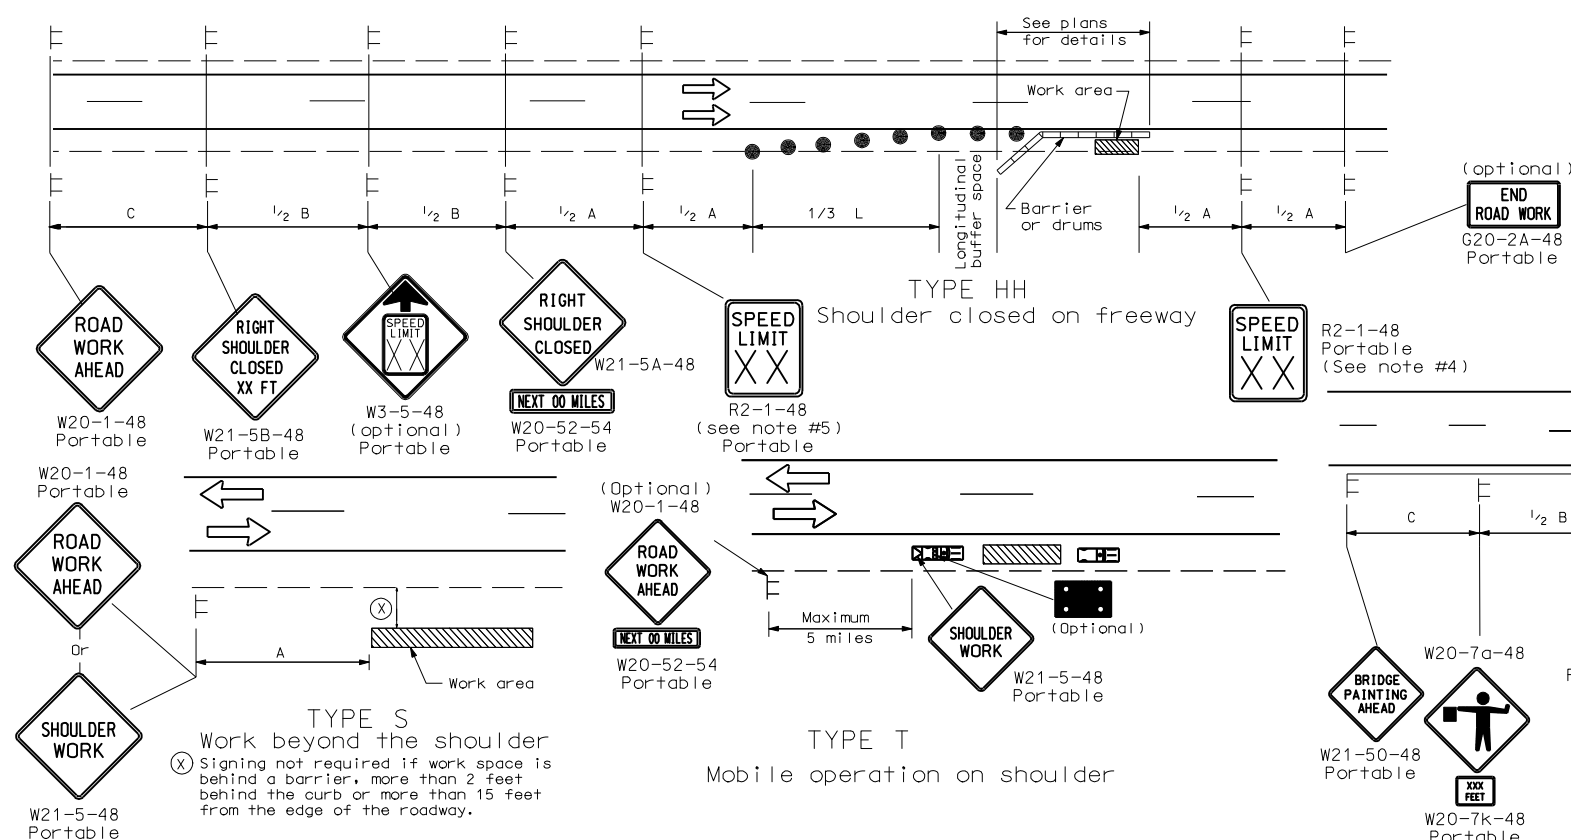 See plans
for details
Work area
C
1/2 B
1/2 B
1/2 A
1/2 A
1/3 L
Longitudinal
buffer space
Barrier
or drums
1/2 A
1/2 A
(optional)
END
ROAD WORK
G20-2A-48
Portable
TYPE HH
Shoulder closed on freeway
ROAD
WORK
AHEAD
W20-1-48
Portable
RIGHT
SHOULDER
CLOSED
XX FT
W21-5B-48
Portable
SPEED
LIMIT
XX
W3-5-48
(optional)
Portable
RIGHT
SHOULDER
CLOSED
W21-5A-48
NEXT 00 MILES
W20-52-54
Portable
SPEED
LIMIT
XX
R2-1-48
(see note #5)
Portable
SPEED
LIMIT
XX
R2-1-48
Portable
(See note #4)
W20-1-48
Portable
ROAD
WORK
AHEAD
Or
SHOULDER
WORK
W21-5-48
Portable
X
A
Work area
TYPE S
Work beyond the shoulder
X Signing not required if work space is
behind a barrier, more than 2 feet
behind the curb or more than 15 feet
from the edge of the roadway.
(Optional)
W20-1-48
ROAD
WORK
AHEAD
NEXT 00 MILES
W20-52-54
Portable
Maximum
5 miles
SHOULDER
WORK
(Optional)
W21-5-48
Portable
TYPE T
Mobile operation on shoulder
C
1/2 B
BRIDGE
PAINTING
AHEAD
W21-50-48
Portable
W20-7a-48
XXX
FEET
W20-7k-48
Portable